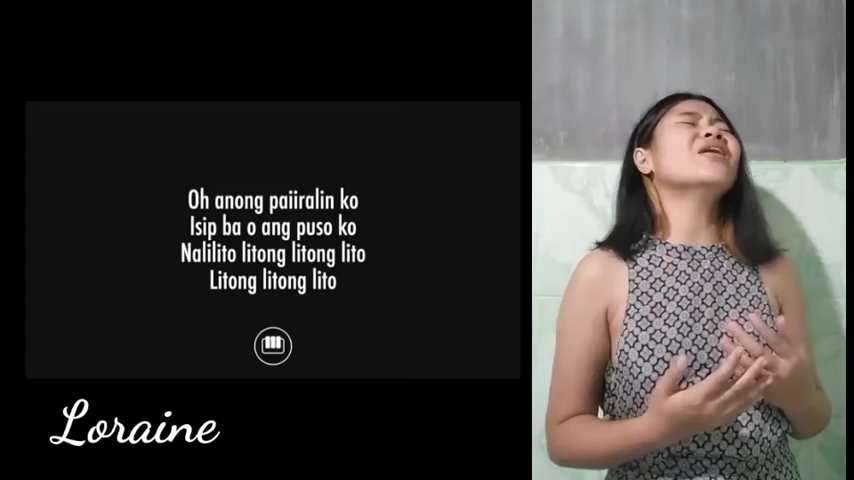 Oh anong paiiralin ko
Isip ba o ang puso ko
Nalilito litong litong lito
Litong litong lito
Loraine